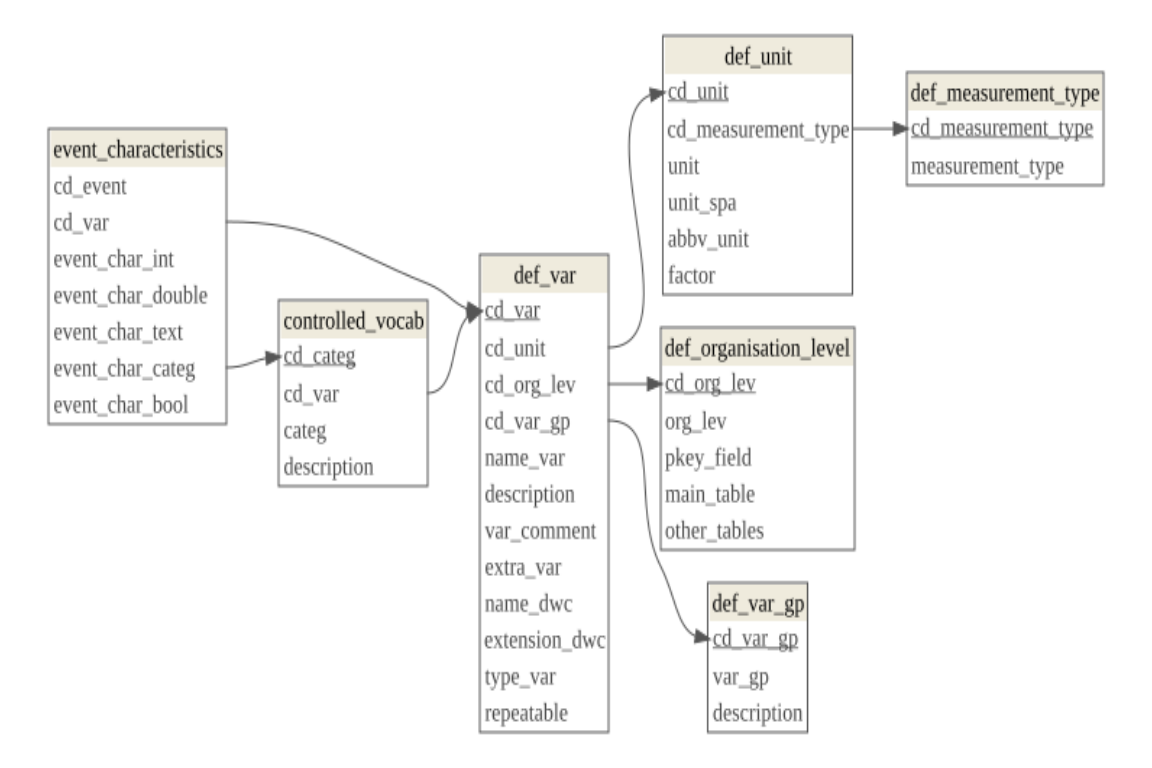 event_characteristics
cd_event
cd_var
event_char_int
event_char_double
event_char_text
event_char_categ
event_char_bool
controlled_vocab
cd_categ
cd_var
categ
description
def_var
cd_var
cd_unit
cd_org_lev
cd_var_gp
name_var
description
var_comment
extra_var
name_dwc
extension_dwc
type_var
repeatable
def_unit
cd_unit
cd_measurement_type
unit
unit_spa
abbv_unit
factor
def_measurement_type
cd_measurement_type
measurement_type
def_organisation_level
cd_org_lev
org_lev
pkey_field
main_table
other_tables
def_var_gp
cd_var_gp
var_gp
description